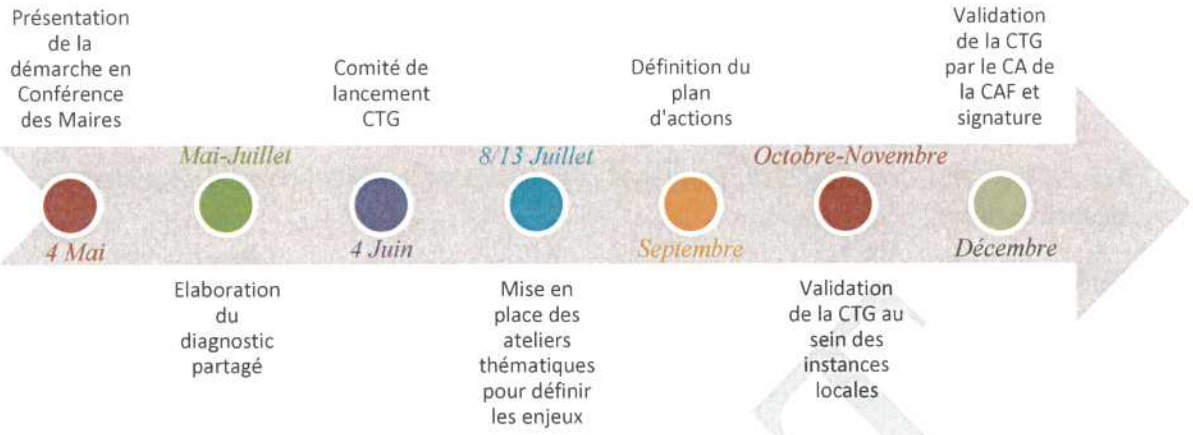 Présentation
de la
démarche en
Conférence
des Maires
4 Mai
Mai-Juillet
Elaboration
du
diagnostic
partagé
Comité de
lancement
CTG
4 Juin
8/13 Juillet
Mise en
place des
ateliers
thématiques
pour définir
les enjeux
Définition du
plan
d'actions
Septembre
Octobre-Novembre
Validation
de la CTG au
sein des
instances
locales
Validation
de la CTG
par le CA de
la CAF et
signature
Décembre